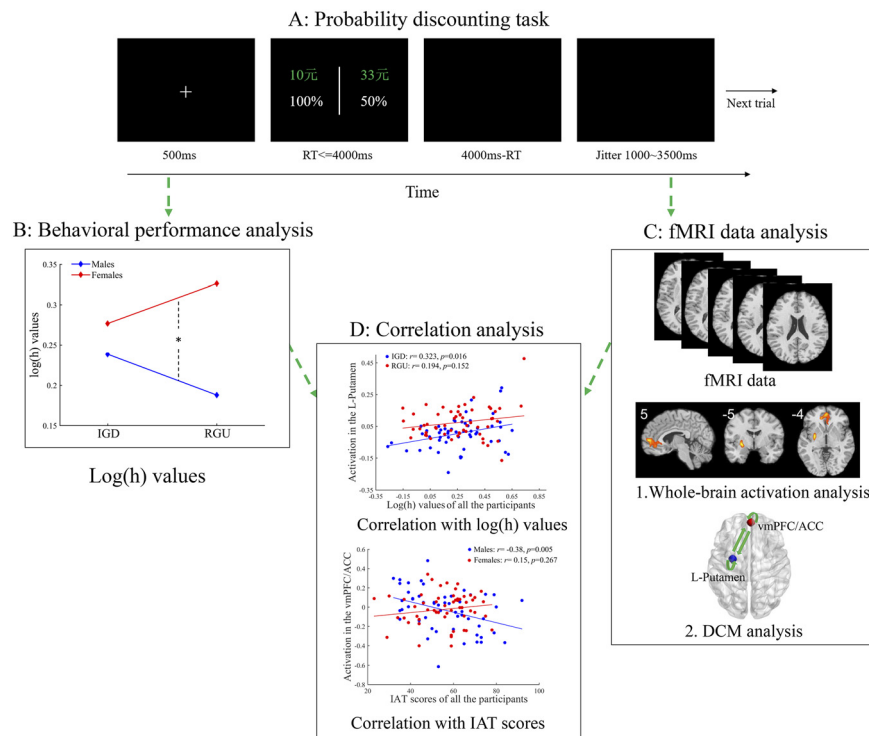 A: Probability discounting task
+
10元
33元
100%
50%
Next trial
500ms
RT<=4000ms
4000ms-RT
Jitter 1000~3500ms
Time
B: Behavioral performance analysis
Males
Females
log(h) values
0.35
0.3
0.25
0.2
0.15
*
IGD
RGU
Log(h) values
D: Correlation analysis
IGD: r= 0.323, p=0.016
RGU: r= 0.194, p=0.152
Activation in the L-Putamen
0.45
0.25
0.05
-0.15
-0.35
-0.35
-0.15
0.05
0.25
0.45
0.65
0.85
Log(h) values of all the participants
Correlation with log(h) values
Males: r= -0.38, p=0.005
Females: r= 0.15, p=0.267
Activation in the vmPFC/ACC
0.6
0.4
0.2
0
-0.2
-0.4
-0.6
-0.8
20
40
60
80
100
IAT scores of all the participants
Correlation with IAT scores
C: fMRI data analysis
fMRI data
5
-5
-4
1.Whole-brain activation analysis
vmPFC/ACC
L-Putamen
2. DCM analysis